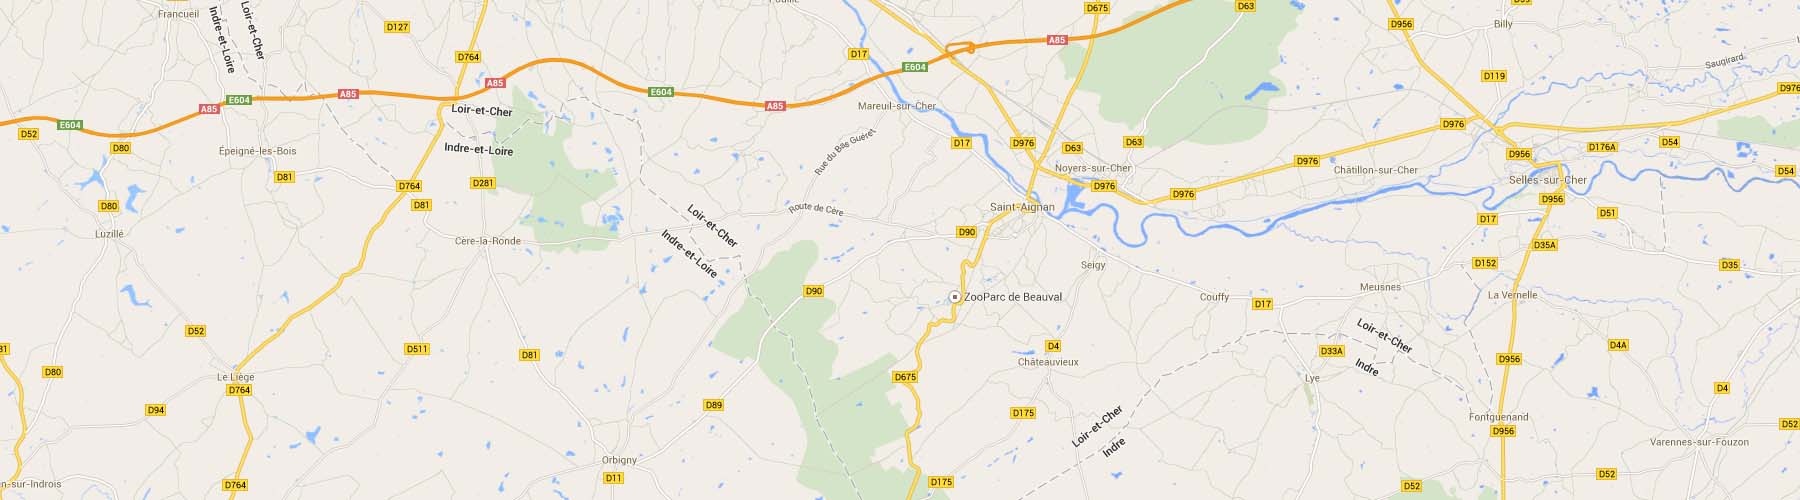 Pouillé
D675
D63
Francueil
Indre-et-Loire
Loir-et-Cher
D127
D956
Billy
D764
D17
A85
E604
Saugirard
A85
D119
D976
A85
E604
E604
A85
A85
Mareuil-sur-Cher
E604
Loir-et-Cher
D52
D80
D976
Épeigné-les-Bois
Indre-et-Loire
D17
D976
D63
D63
D956
D176A
D54
Noyers-sur-Cher
D976
Châtillon-sur-Cher
D81
D281
D764
D976
D976
Selles-sur-Cher
D54
D80
D81
Loir-et-Cher
Route de Cère
Saint-Aignan
D956
D17
D51
Luzillé
Cère-la-Ronde
Indre-et-Loire
D90
D35A
Seigy
D152
D35
D90
ZooParc de Beauval
Couffy
D17
Meusnes
La Vernelle
D52
Loir-et-Cher
D80
Le Liège
D511
D81
D4
Châteauvieux
D33A
Indre
D956
D4A
D764
D675
Lye
D4
D94
D89
D175
Loir-et-Cher
Indre
Fontguenand
D956
D52
Varennes-sur-Fouzon
Orbigny
D11
D764
D175
D52
D52
n-sur-Indrois